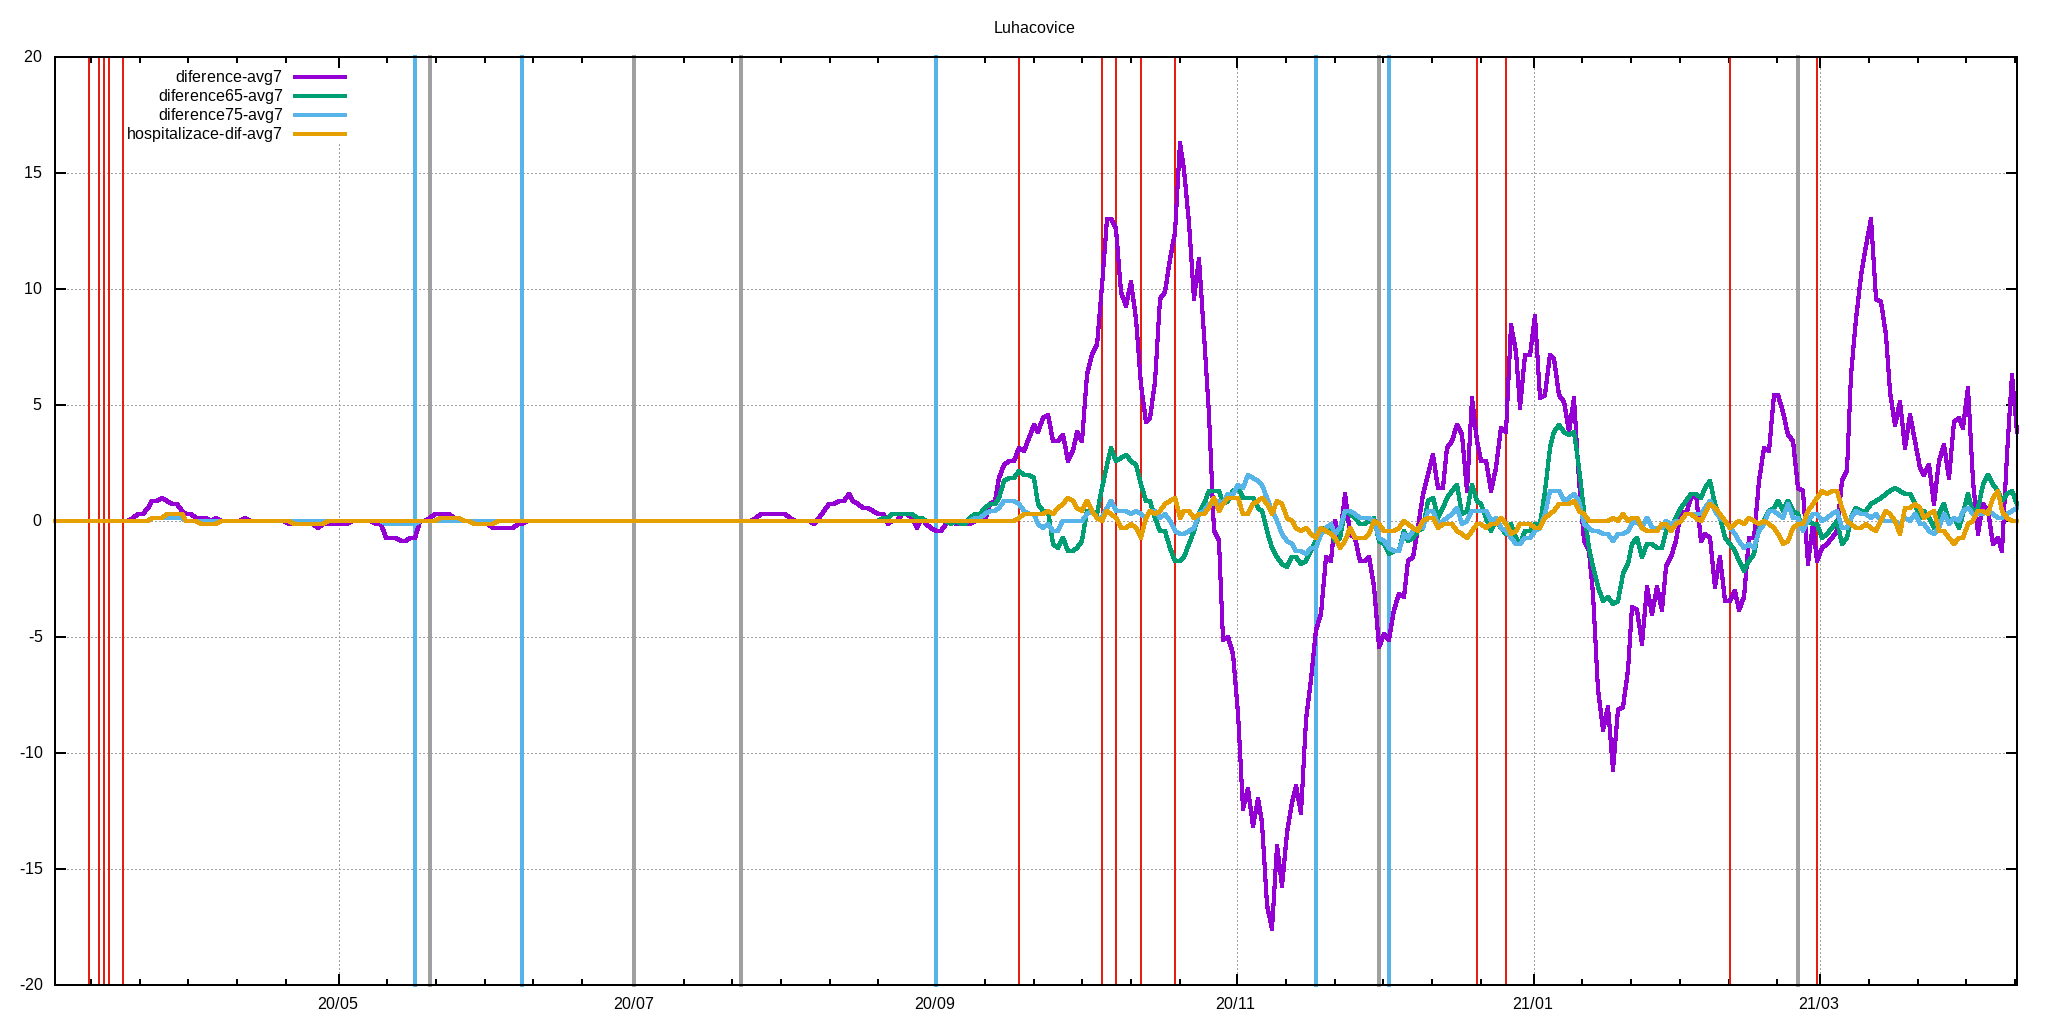 Luhacovice
diference-avg7
diference65-avg7
diference75-avg7
hospitalizace-dif-avg7
20
15
10
5
0
-5
-10
-15
-20
20/05 20/07 20/09 20/11 21/01 21/03